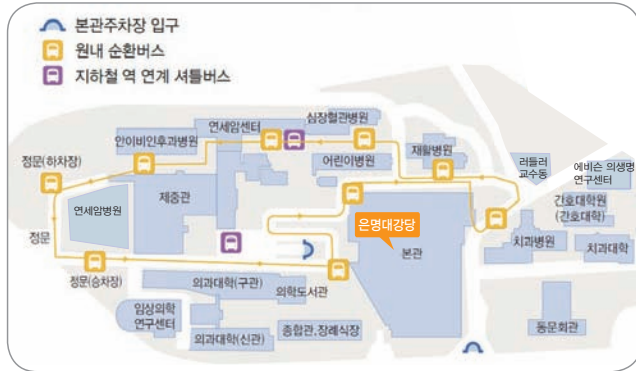 본관주차장 입구
원내 순환버스
지하철 역 연계 셔틀버스
심장혈관병원
연세암센터
안이비인후과병원
정문(하차장)
어린이병원
재활병원
러들러
교수동
에비슨 의생명
연구센터
간호대학원
(간호대학)
제중관
연세암병원
은명대강당
본관
치과병원
치과대학
정문
정문(승차장)
의과대학(구관)
의학도서관
임상의학
연구센터
의과대학(신관)
종합관, 장례식장
동문회관